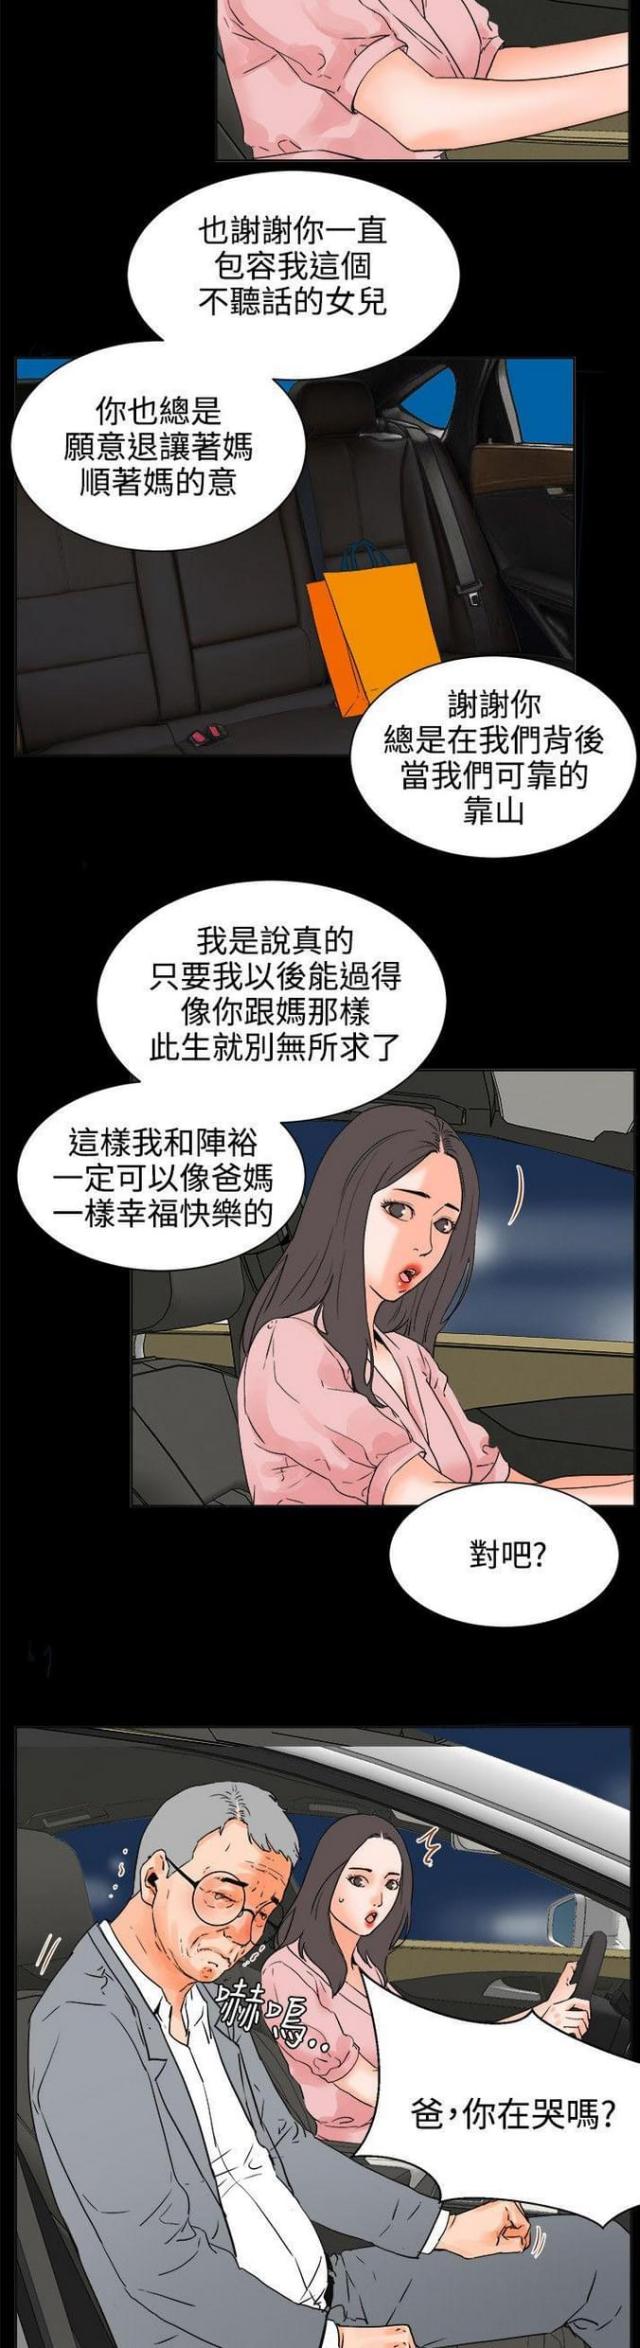 也謝謝你一直
包容我這個
不聽話的女兒
你也總是
願意退讓著媽
順著媽的意
謝謝你
總是在我們背後
當我們可靠的
靠山
我是說真的
只要我以後能過得
像你跟媽那樣
此生就別無所求了
這樣我和陣裕
一定可以像爸媽
一樣幸福快樂的
對吧?
嚇嗚..
爸,你在哭嗎?